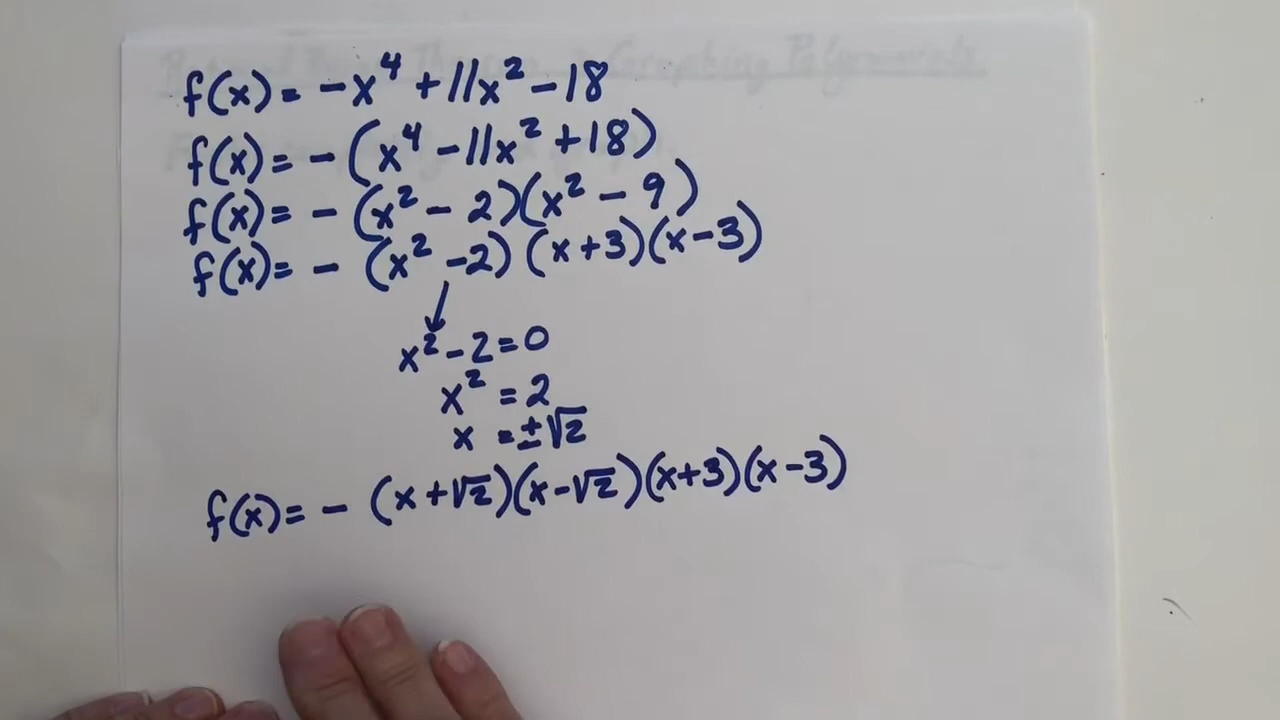 f(x) = -x⁴ + 11x² - 18
f(x) = - (x⁴ - 11x² + 18)
f(x) = - (x² - 2)(x² - 9)
f(x) = - (x² - 2) (x + 3)(x - 3)
x² - 2 = 0
x² = 2
x = ±√2
f(x) = - (x + √2)(x - √2)(x + 3)(x - 3)